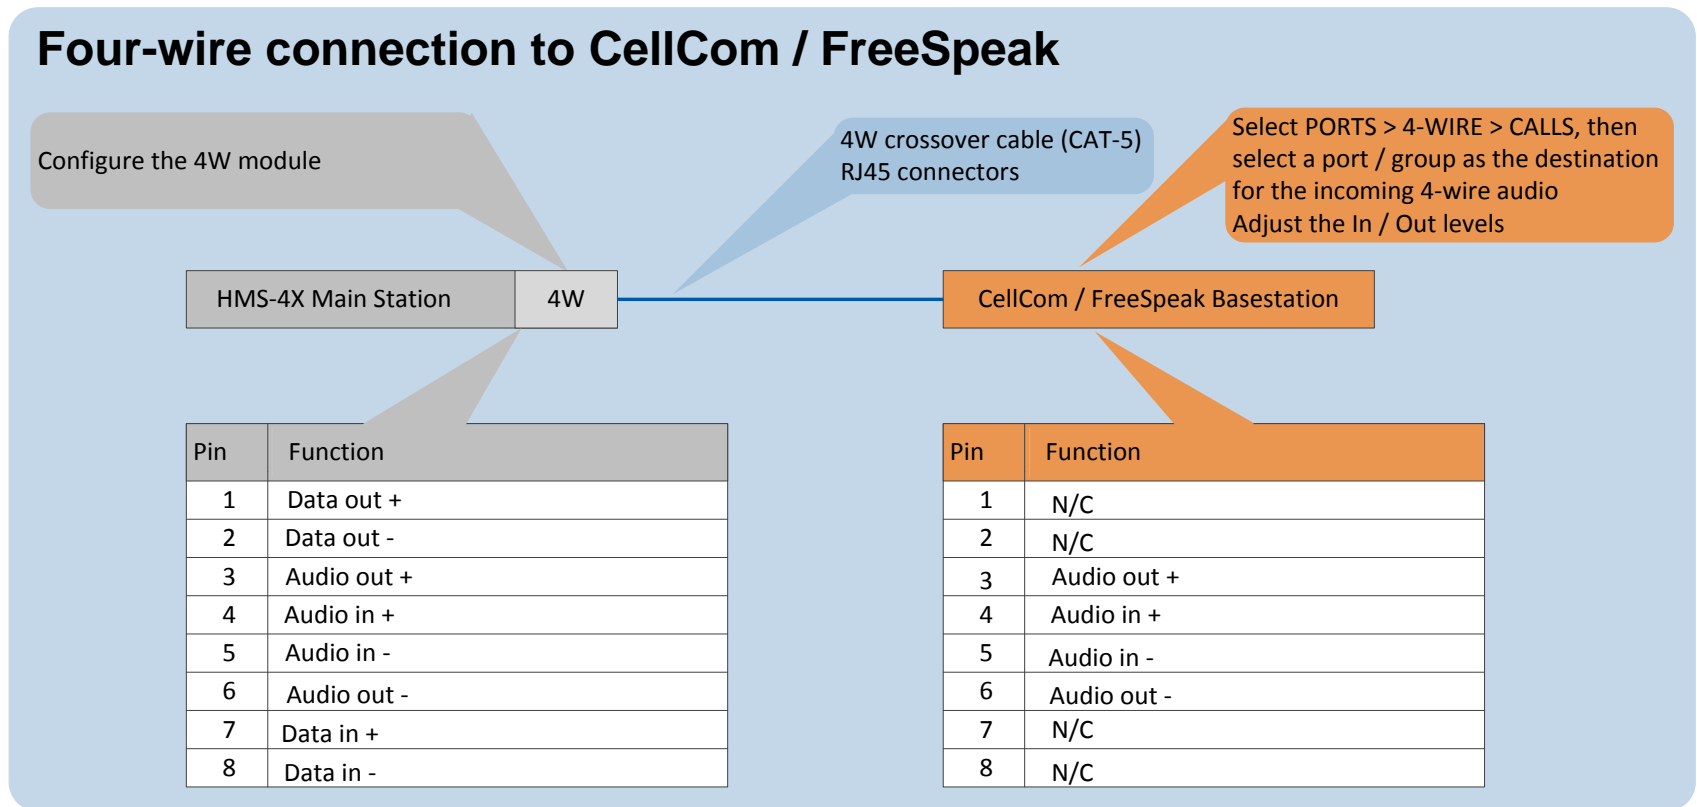 Four-wire connection to CellCom / FreeSpeak
Configure the 4W module
4W crossover cable (CAT-5)
RJ45 connectors
Select PORTS > 4-WIRE > CALLS, then
select a port / group as the destination
for the incoming 4-wire audio
Adjust the In / Out levels
HMS-4X Main Station 4W
CellCom / FreeSpeak Basestation
Pin Function
1 Data out +
2 Data out -
3 Audio out +
4 Audio in +
5 Audio in -
6 Audio out -
7 Data in +
8 Data in -
Pin Function
1 N/C
2 N/C
3 Audio out +
4 Audio in +
5 Audio in -
6 Audio out -
7 N/C
8 N/C